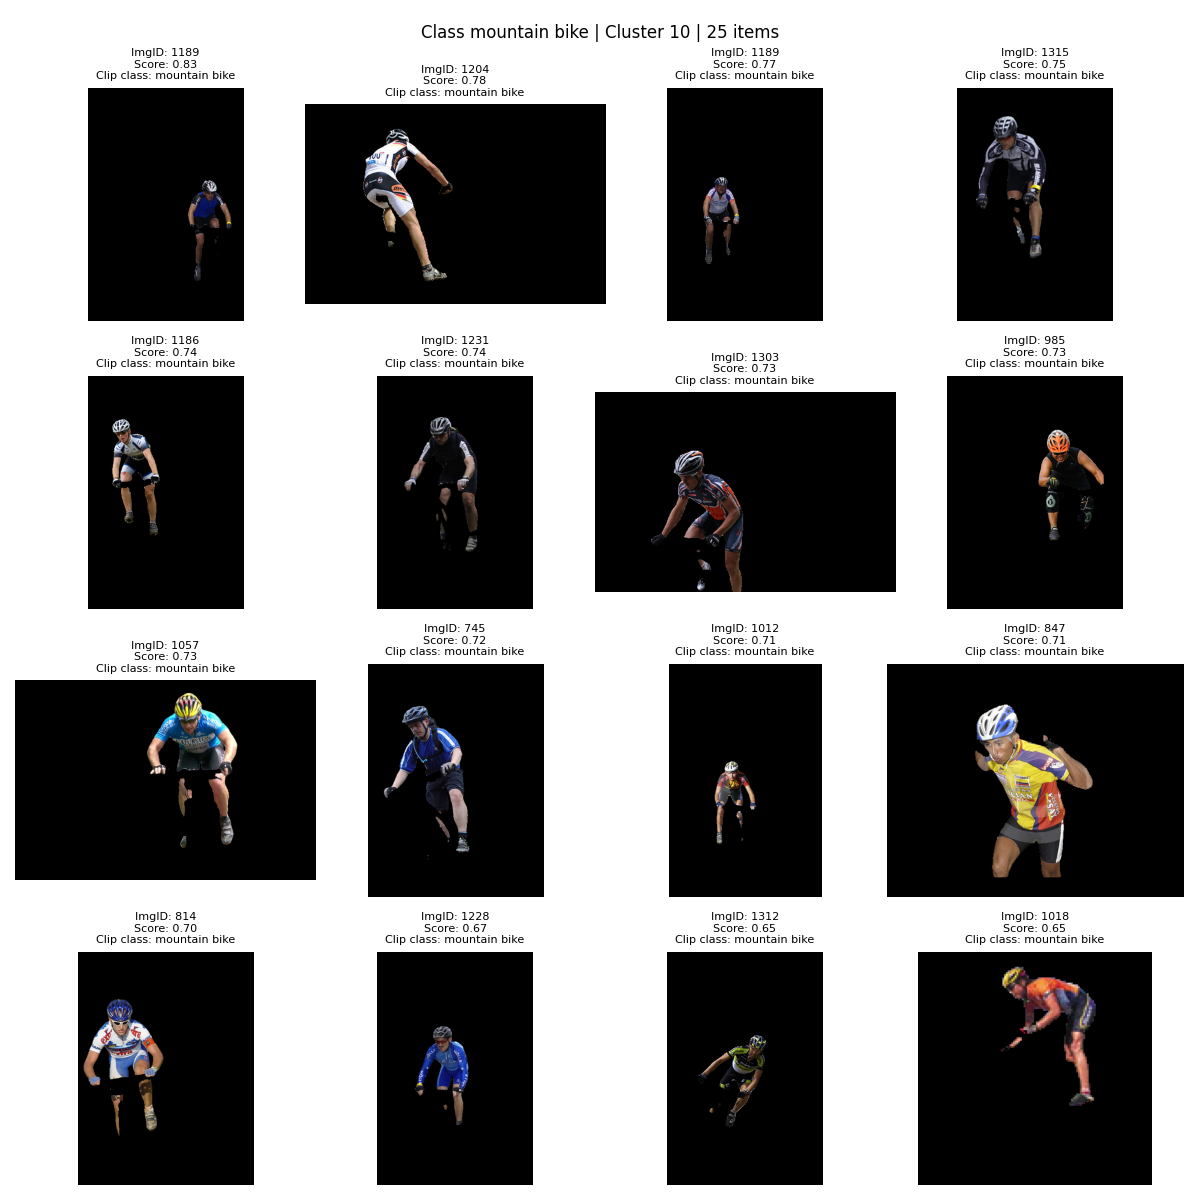 Class mountain bike | Cluster 10 | 25 items
ImgID: 1189
Score: 0.83
Clip class: mountain bike
ImgID: 1204
Score: 0.78
Clip class: mountain bike
ImgID: 1189
Score: 0.77
Clip class: mountain bike
ImgID: 1315
Score: 0.75
Clip class: mountain bike
ImgID: 1186
Score: 0.74
Clip class: mountain bike
ImgID: 1231
Score: 0.74
Clip class: mountain bike
ImgID: 1303
Score: 0.73
Clip class: mountain bike
ImgID: 985
Score: 0.73
Clip class: mountain bike
ImgID: 1057
Score: 0.73
Clip class: mountain bike
ImgID: 745
Score: 0.72
Clip class: mountain bike
ImgID: 1012
Score: 0.71
Clip class: mountain bike
ImgID: 847
Score: 0.71
Clip class: mountain bike
ImgID: 814
Score: 0.70
Clip class: mountain bike
ImgID: 1228
Score: 0.67
Clip class: mountain bike
ImgID: 1312
Score: 0.65
Clip class: mountain bike
ImgID: 1018
Score: 0.65
Clip class: mountain bike